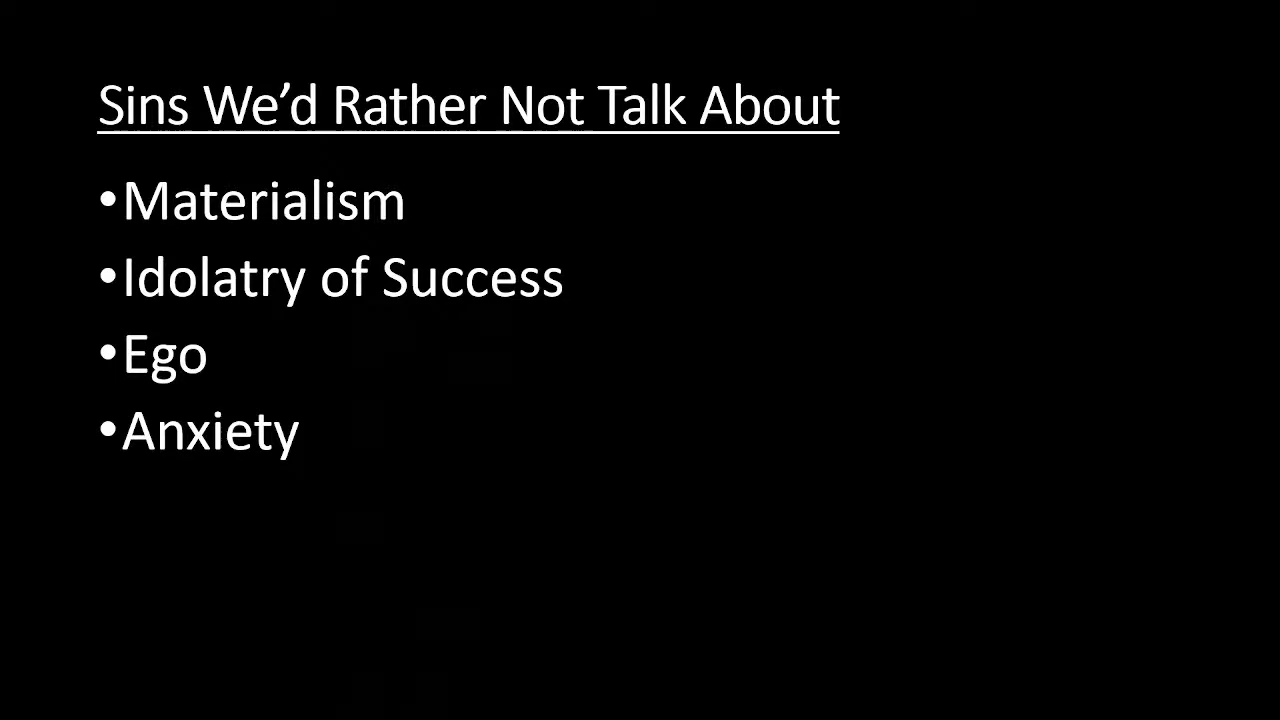 Sins We’d Rather Not Talk About
•Materialism
•Idolatry of Success
•Ego
•Anxiety